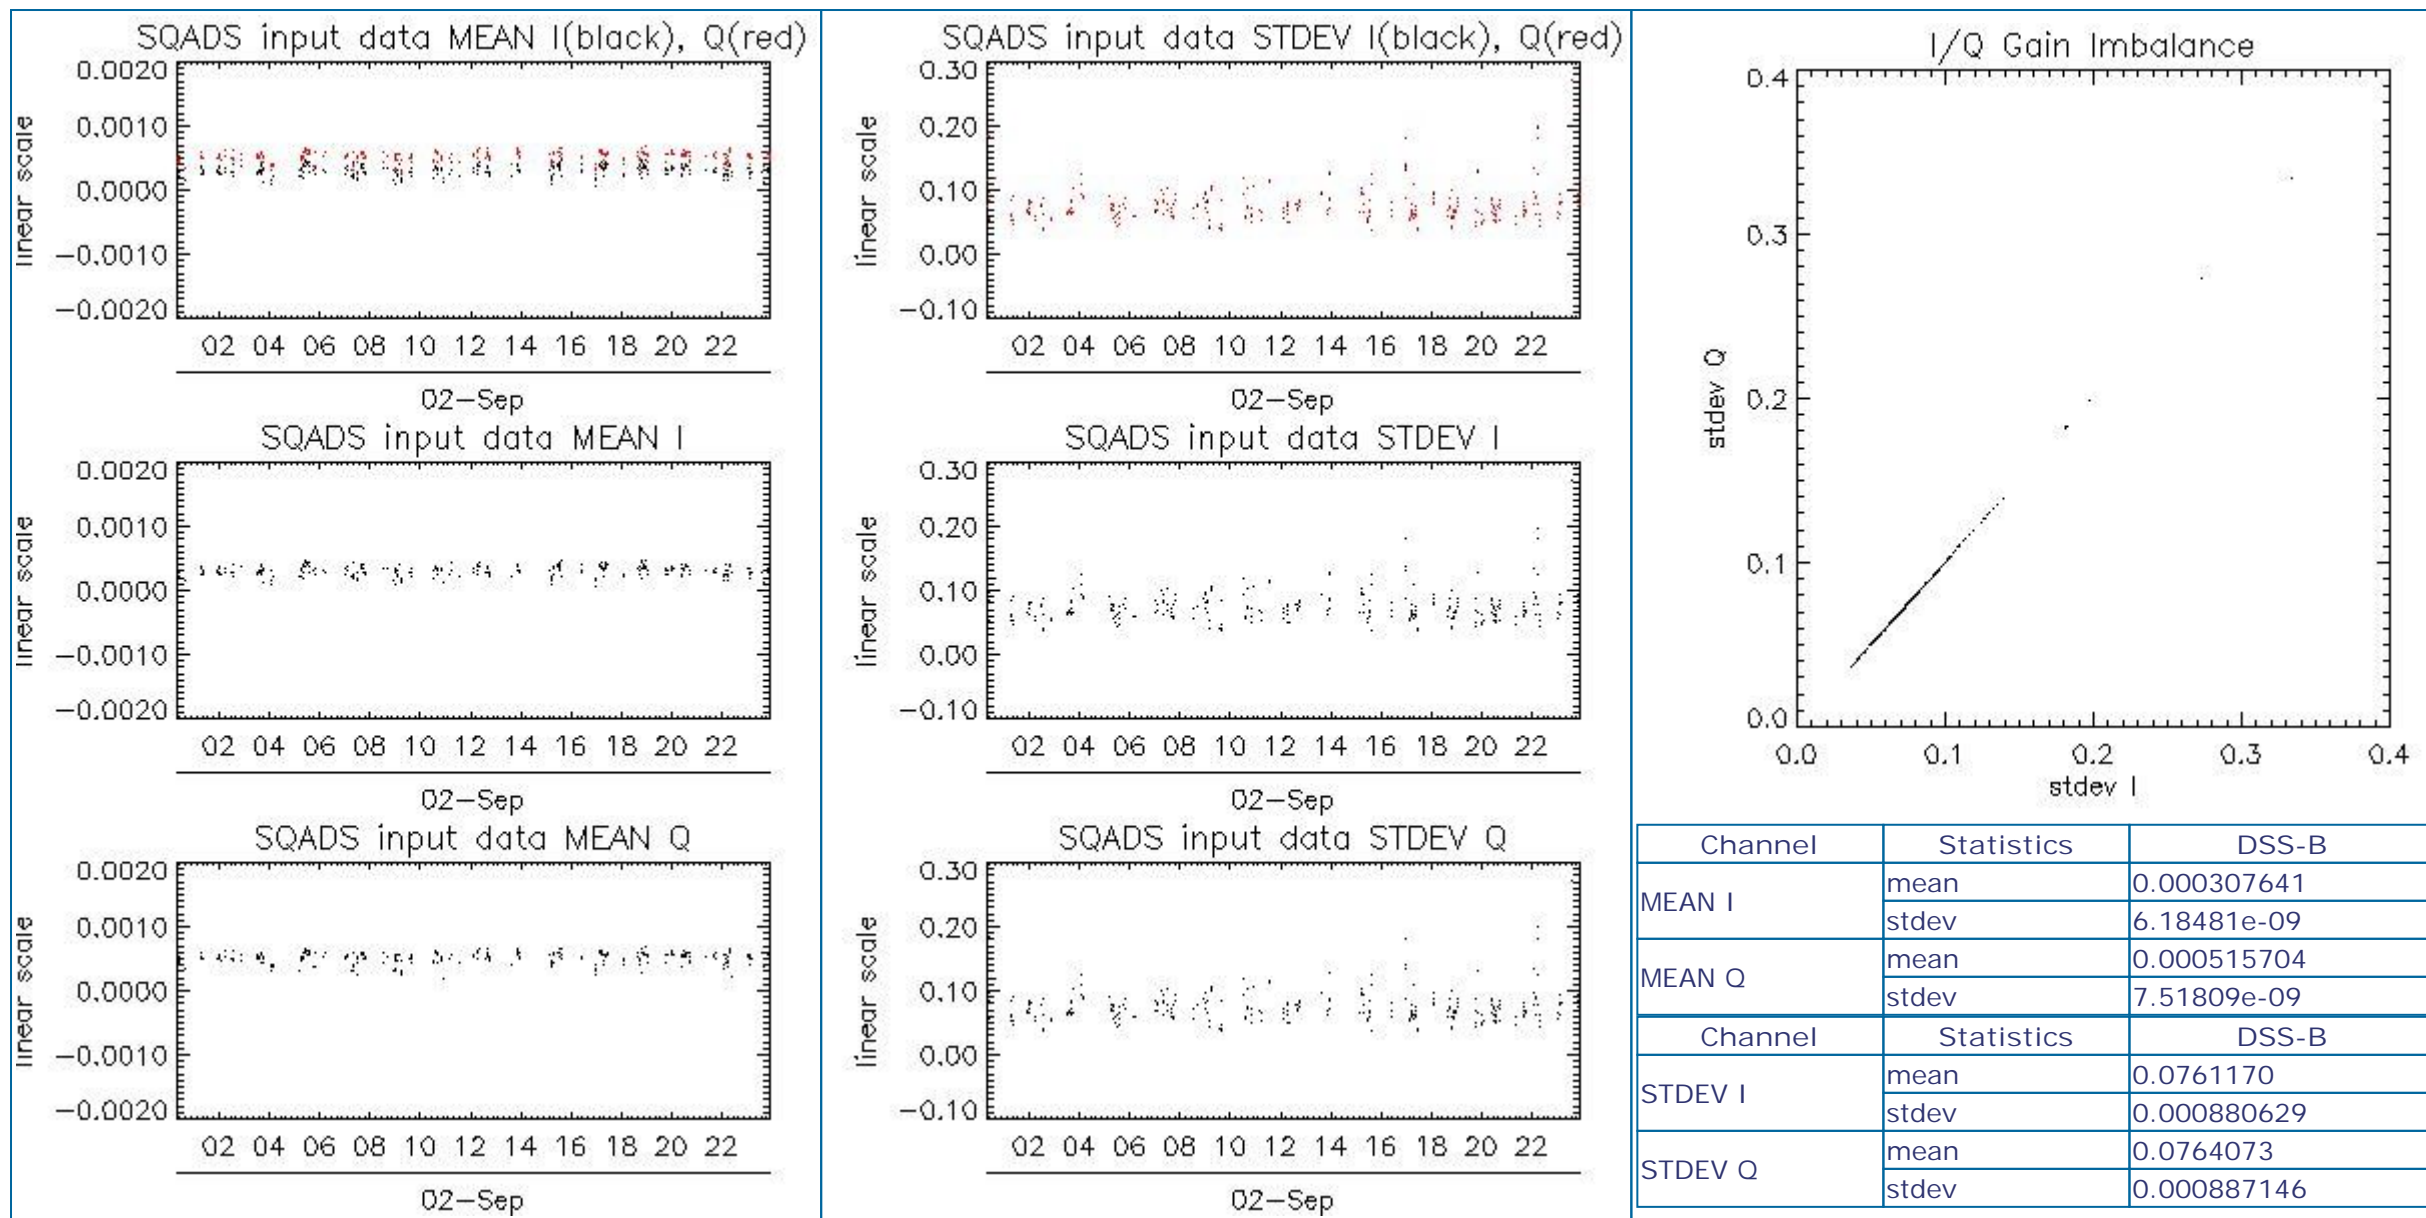 SQADS input data MEAN I(black), Q(red)
0.0020
0.0010
0.0000
−0.0010
−0.0020
linear scale
02 04 06 08 10 12 14 16 18 20 22
02−Sep
SQADS input data MEAN I
0.0020
0.0010
0.0000
−0.0010
−0.0020
linear scale
02 04 06 08 10 12 14 16 18 20 22
02−Sep
SQADS input data MEAN Q
0.0020
0.0010
0.0000
−0.0010
−0.0020
linear scale
02 04 06 08 10 12 14 16 18 20 22
02−Sep
SQADS input data STDEV I(black), Q(red)
0.30
0.20
0.10
0.00
−0.10
linear scale
02 04 06 08 10 12 14 16 18 20 22
02−Sep
SQADS input data STDEV I
0.30
0.20
0.10
0.00
−0.10
linear scale
02 04 06 08 10 12 14 16 18 20 22
02−Sep
SQADS input data STDEV Q
0.30
0.20
0.10
0.00
−0.10
linear scale
02 04 06 08 10 12 14 16 18 20 22
02−Sep
I/Q Gain Imbalance
0.4
0.3
0.2
0.1
0.0
stdev Q
0.0 0.1 0.2 0.3 0.4
stdev I
Channel Statistics DSS-B
MEAN I mean 0.000307641
stdev 6.18481e-09
MEAN Q mean 0.000515704
stdev 7.51809e-09
Channel Statistics DSS-B
STDEV I mean 0.0761170
stdev 0.000880629
STDEV Q mean 0.0764073
stdev 0.000887146